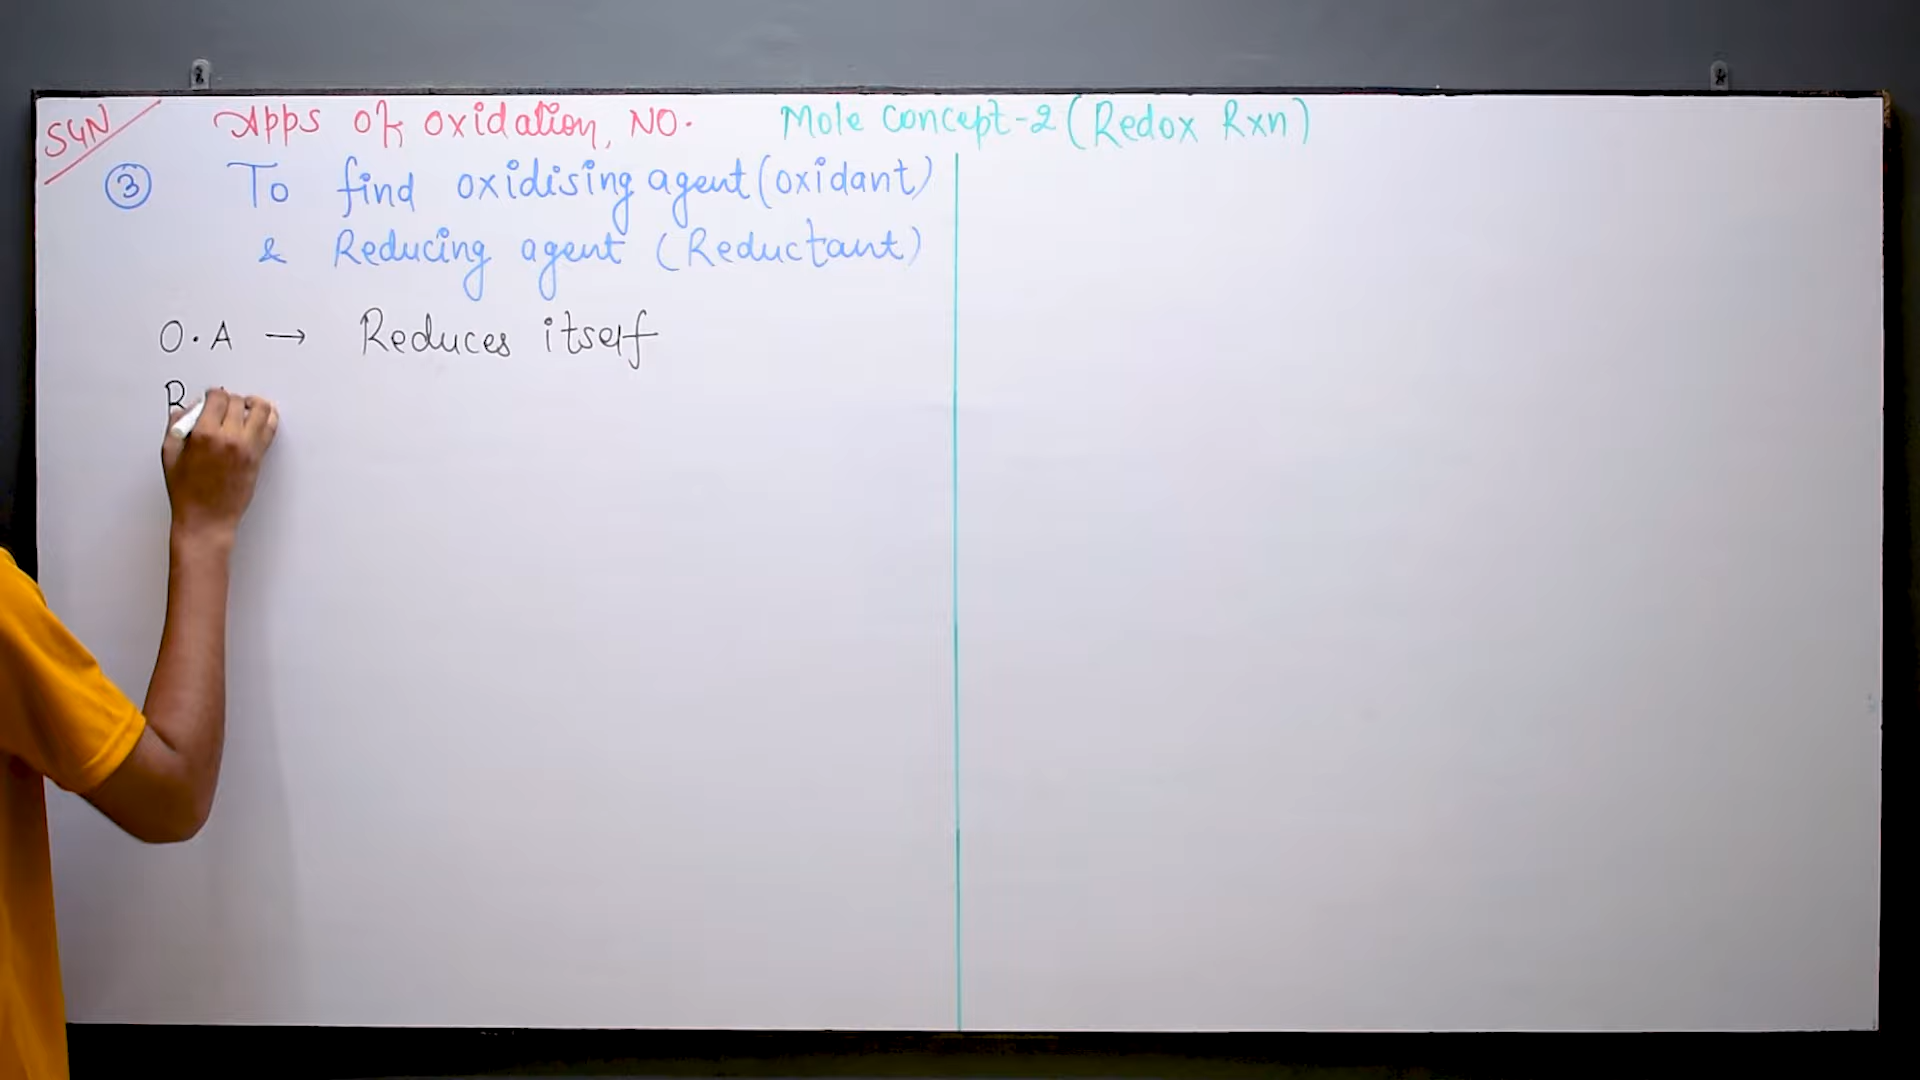 SGN
Apps of oxidation, NO. Mole concept-2 (Redox Rxn)
③ To find oxidising agent (oxidant)
& Reducing agent (Reductant)
O.A → Reduces itself
R.